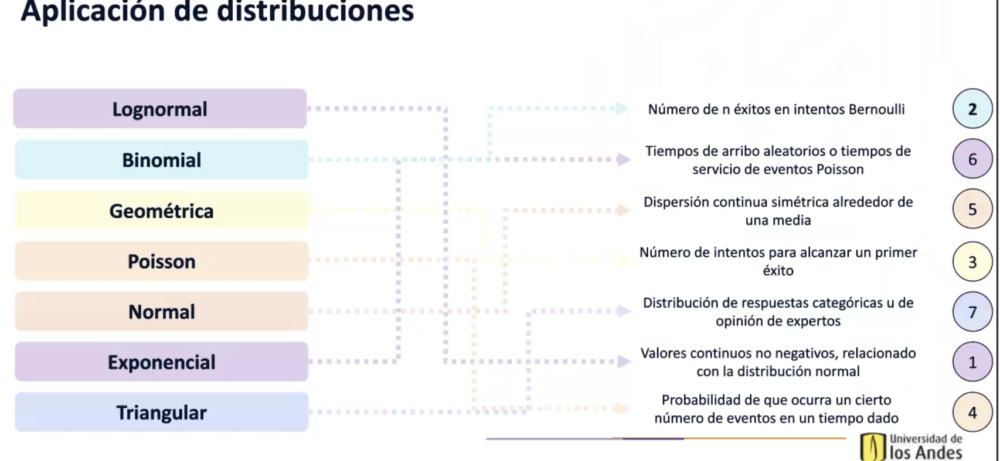 Aplicación de distribuciones
Lognormal
Número de n éxitos en intentos Bernoulli
2
Binomial
Tiempos de arribo aleatorios o tiempos de
servicio de eventos Poisson
6
Geométrica
Dispersión continua simétrica alrededor de
una media
5
Poisson
Número de intentos para alcanzar un primer
éxito
3
Normal
Distribución de respuestas categóricas u de
opinión de expertos
7
Exponencial
Valores continuos no negativos, relacionado
con la distribución normal
1
Triangular
Probabilidad de que ocurra un cierto
número de eventos en un tiempo dado
4
Universidad de
los Andes